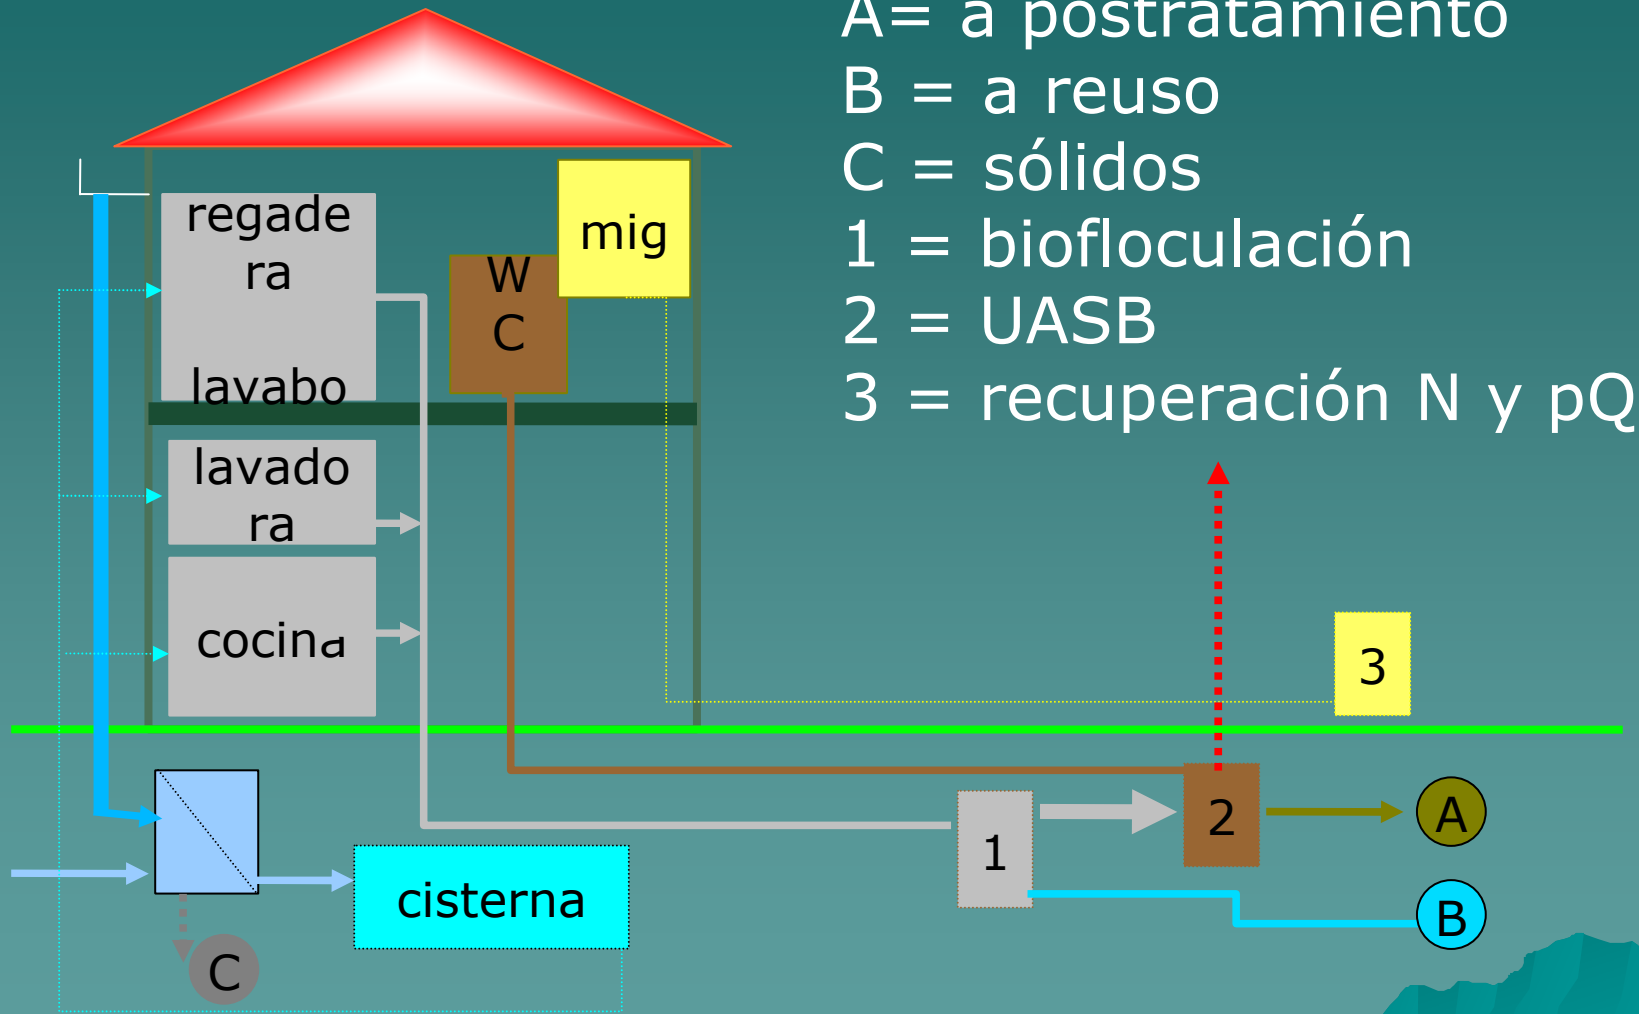 A= a postratamiento
B = a reuso
C = sólidos
1 = biofloculación
2 = UASB
3 = recuperación N y pQ
regade
ra
lavabo
W
C
mig
lavado
ra
cocina
3
2
A
1
cisterna
B
C